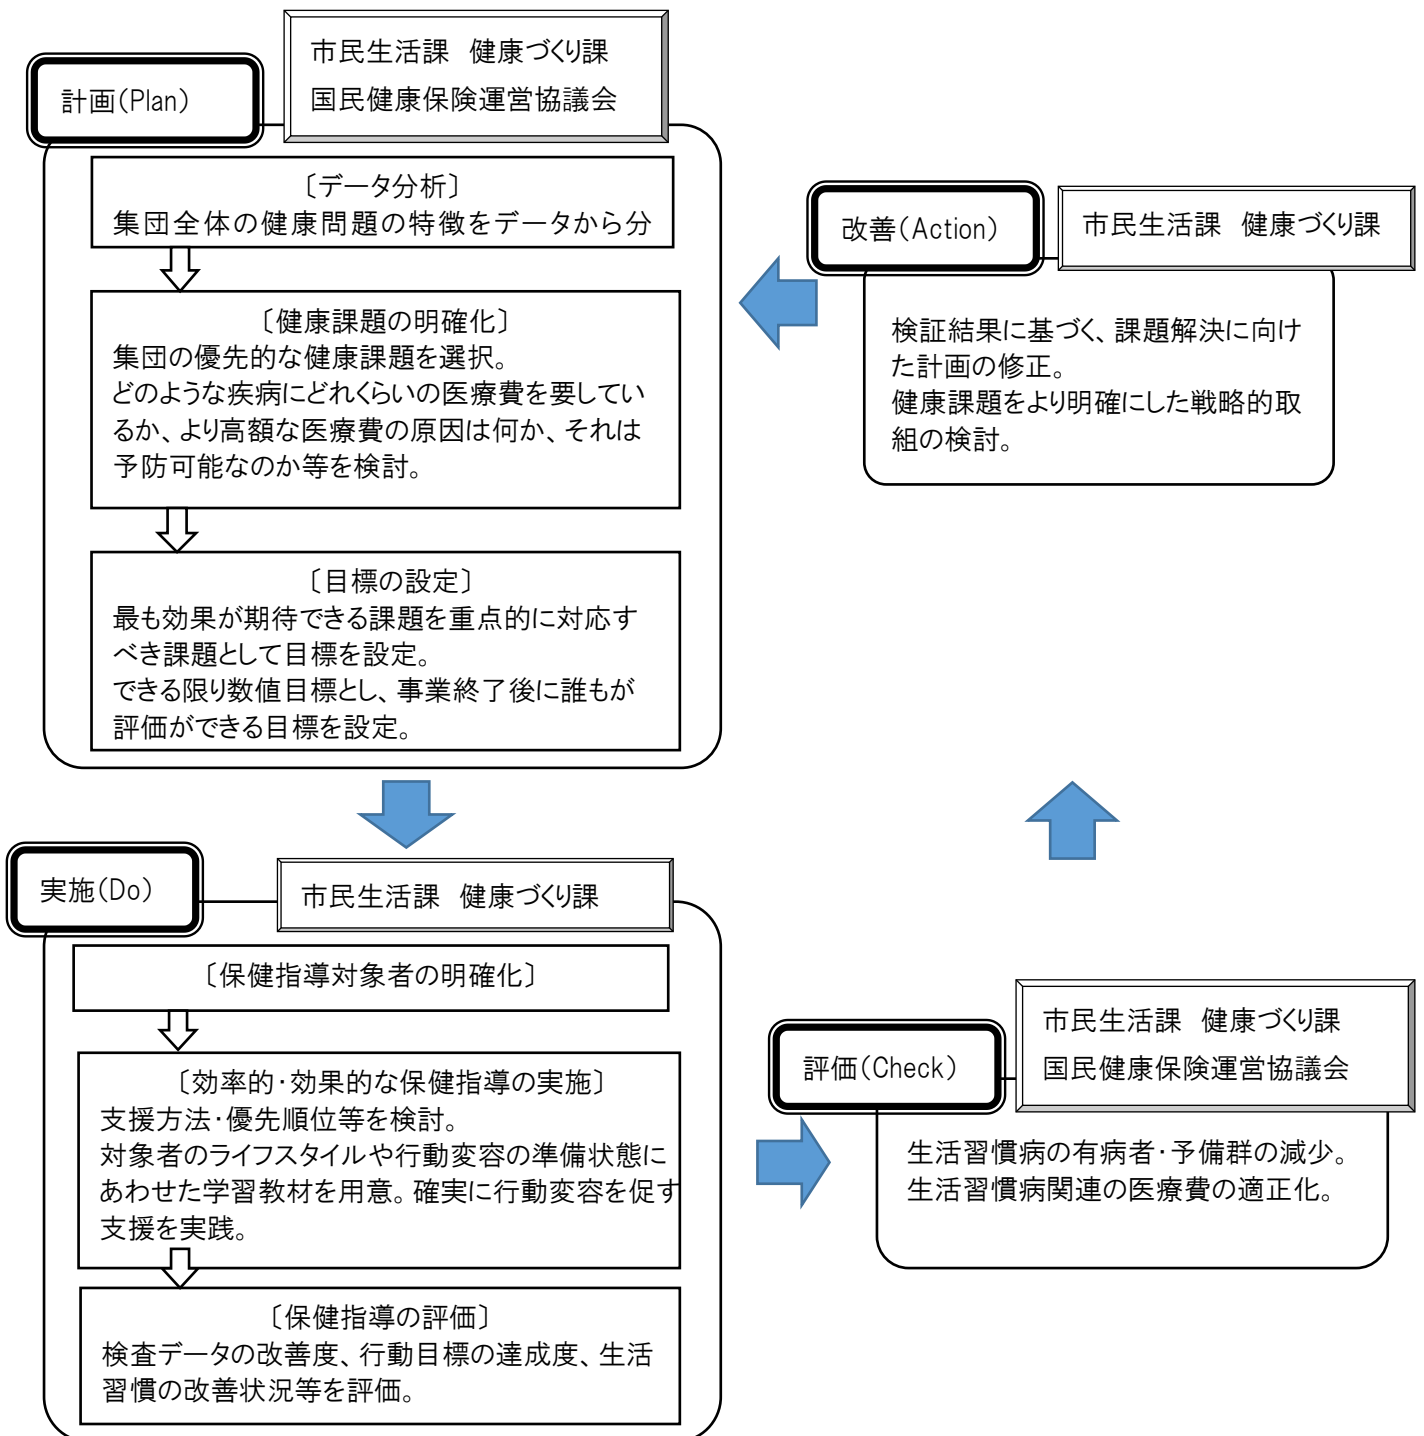 計画(Plan)
市民生活課 健康づくり課
国民健康保険運営協議会
〔データ分析〕
集団全体の健康問題の特徴をデータから分
〔健康課題の明確化〕
集団の優先的な健康課題を選択。
どのような疾病にどれくらいの医療費を要してい
るか、より高額な医療費の原因は何か、それは
予防可能なのか等を検討。
〔目標の設定〕
最も効果が期待できる課題を重点的に対応す
べき課題として目標を設定。
できる限り数値目標とし、事業終了後に誰もが
評価ができる目標を設定。
実施(Do)
市民生活課 健康づくり課
〔保健指導対象者の明確化〕
〔効率的・効果的な保健指導の実施〕
支援方法・優先順位等を検討。
対象者のライフスタイルや行動変容の準備状態に
あわせた学習教材を用意。確実に行動変容を促す
支援を実践。
〔保健指導の評価〕
検査データの改善度、行動目標の達成度、生活
習慣の改善状況等を評価。
評価(Check)
市民生活課 健康づくり課
国民健康保険運営協議会
生活習慣病の有病者・予備群の減少。
生活習慣病関連の医療費の適正化。
改善(Action)
市民生活課 健康づくり課
検証結果に基づく、課題解決に向け
た計画の修正。
健康課題をより明確にした戦略的取
組の検討。